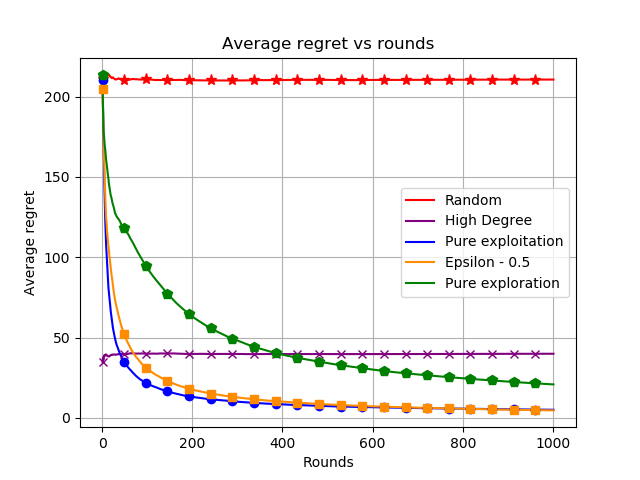 Average regret vs rounds
Average regret
200
150
100
50
0
Random
High Degree
Pure exploitation
Epsilon - 0.5
Pure exploration
0 200 400 600 800 1000
Rounds